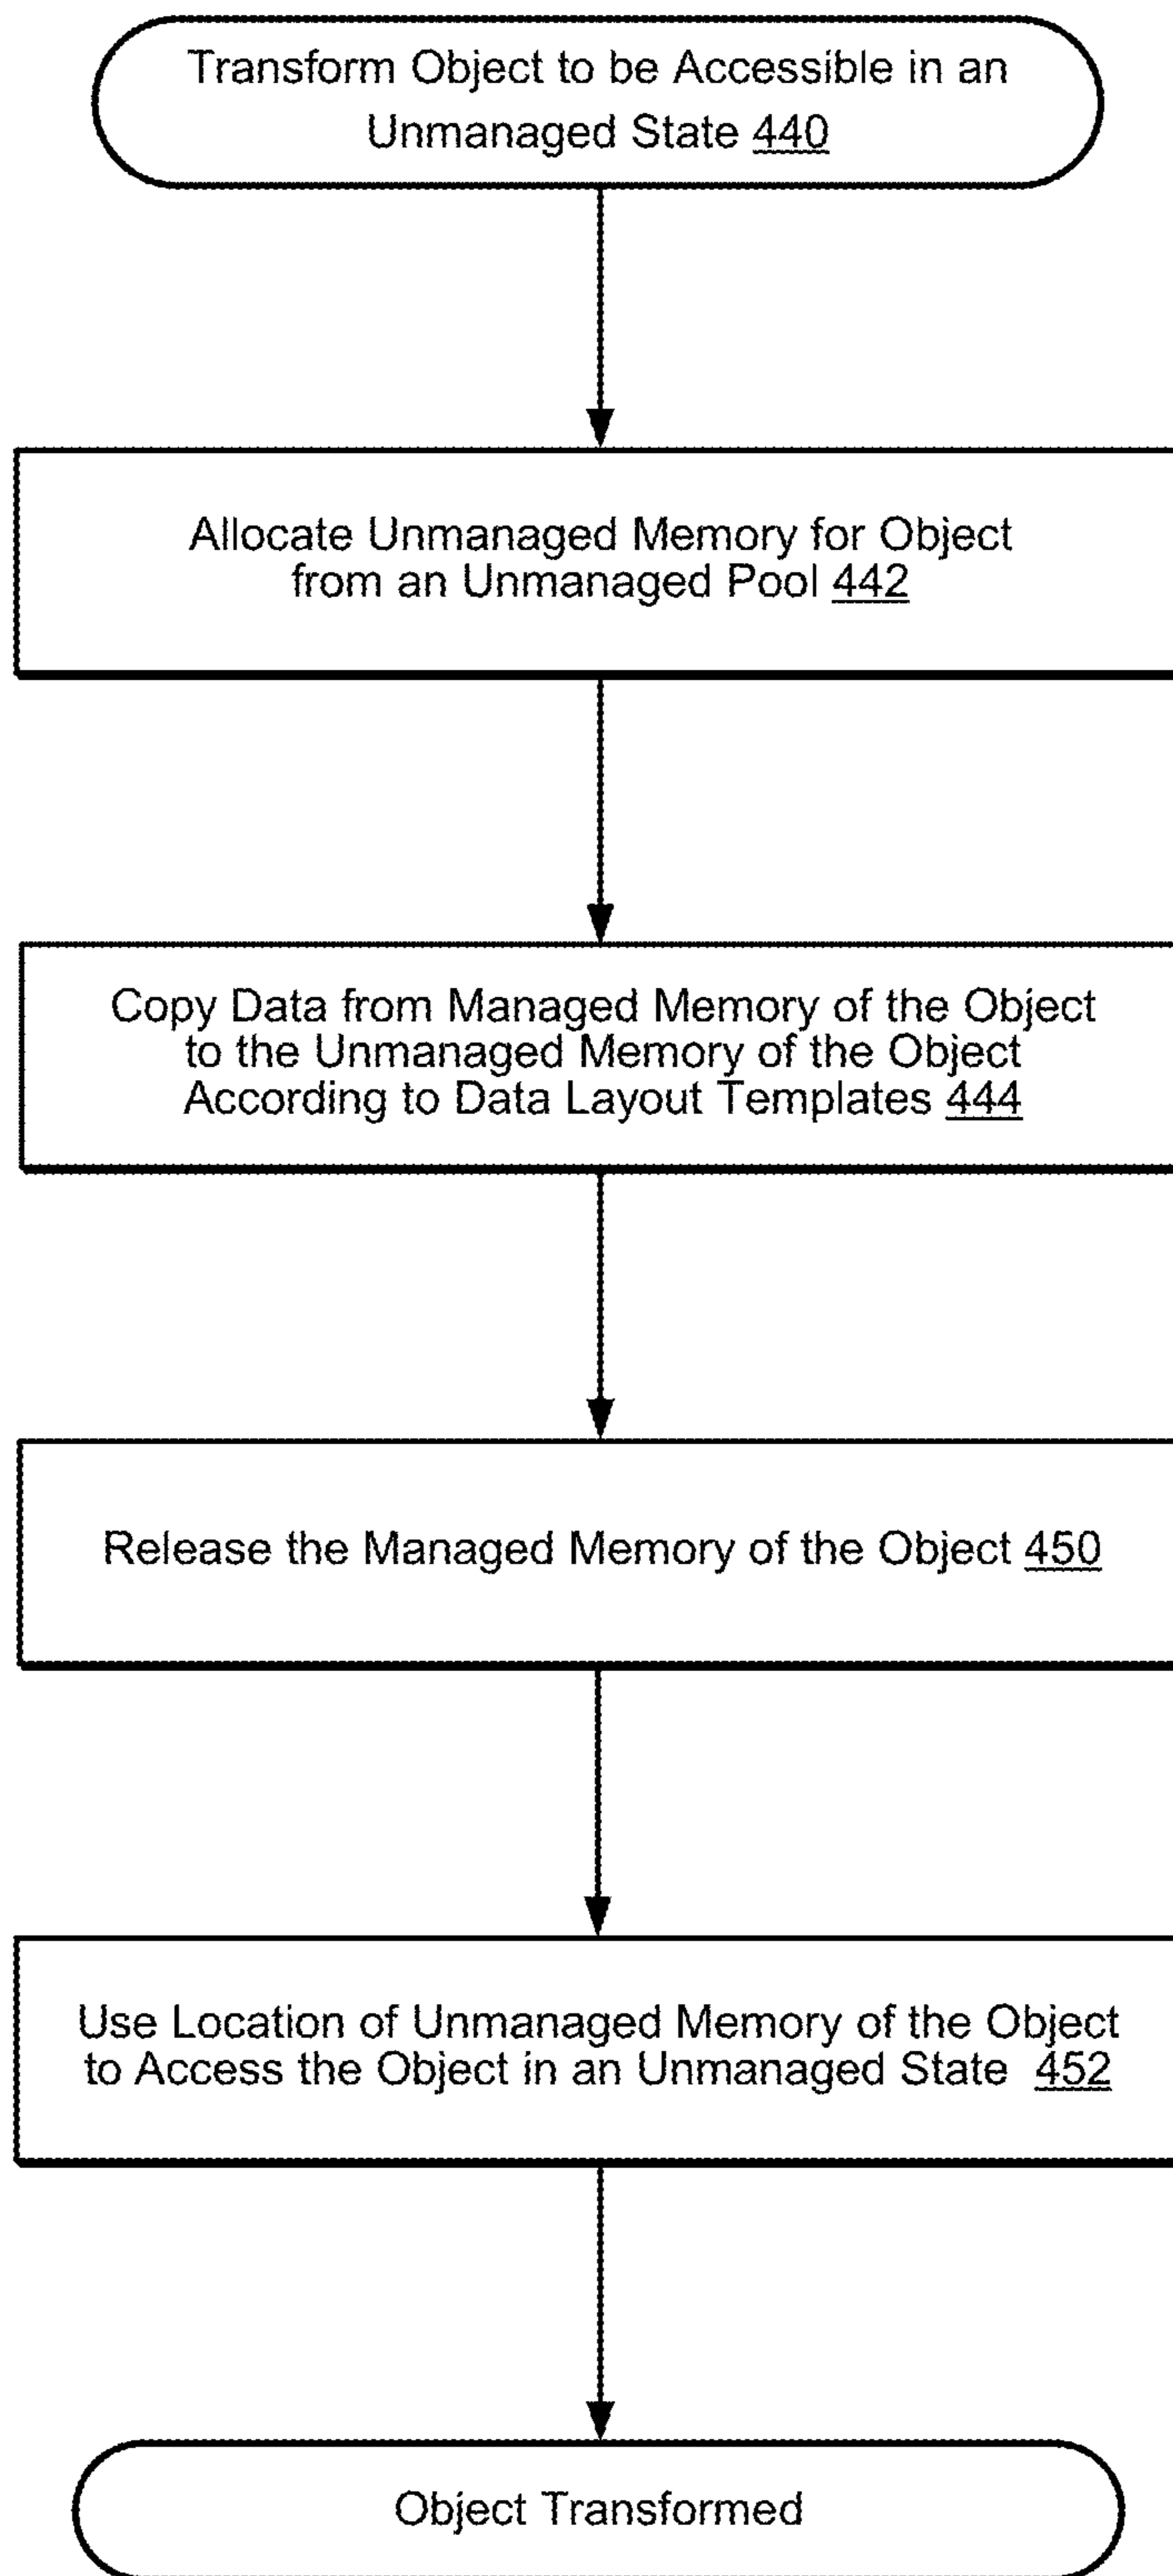 Transform Object to be Accessible in an
Unmanaged State 440
Allocate Unmanaged Memory for Object
from an Unmanaged Pool 442
Copy Data from Managed Memory of the Object
to the Unmanaged Memory of the Object
According to Data Layout Templates 444
Release the Managed Memory of the Object 450
Use Location of Unmanaged Memory of the Object
to Access the Object in an Unmanaged State 452
Object Transformed